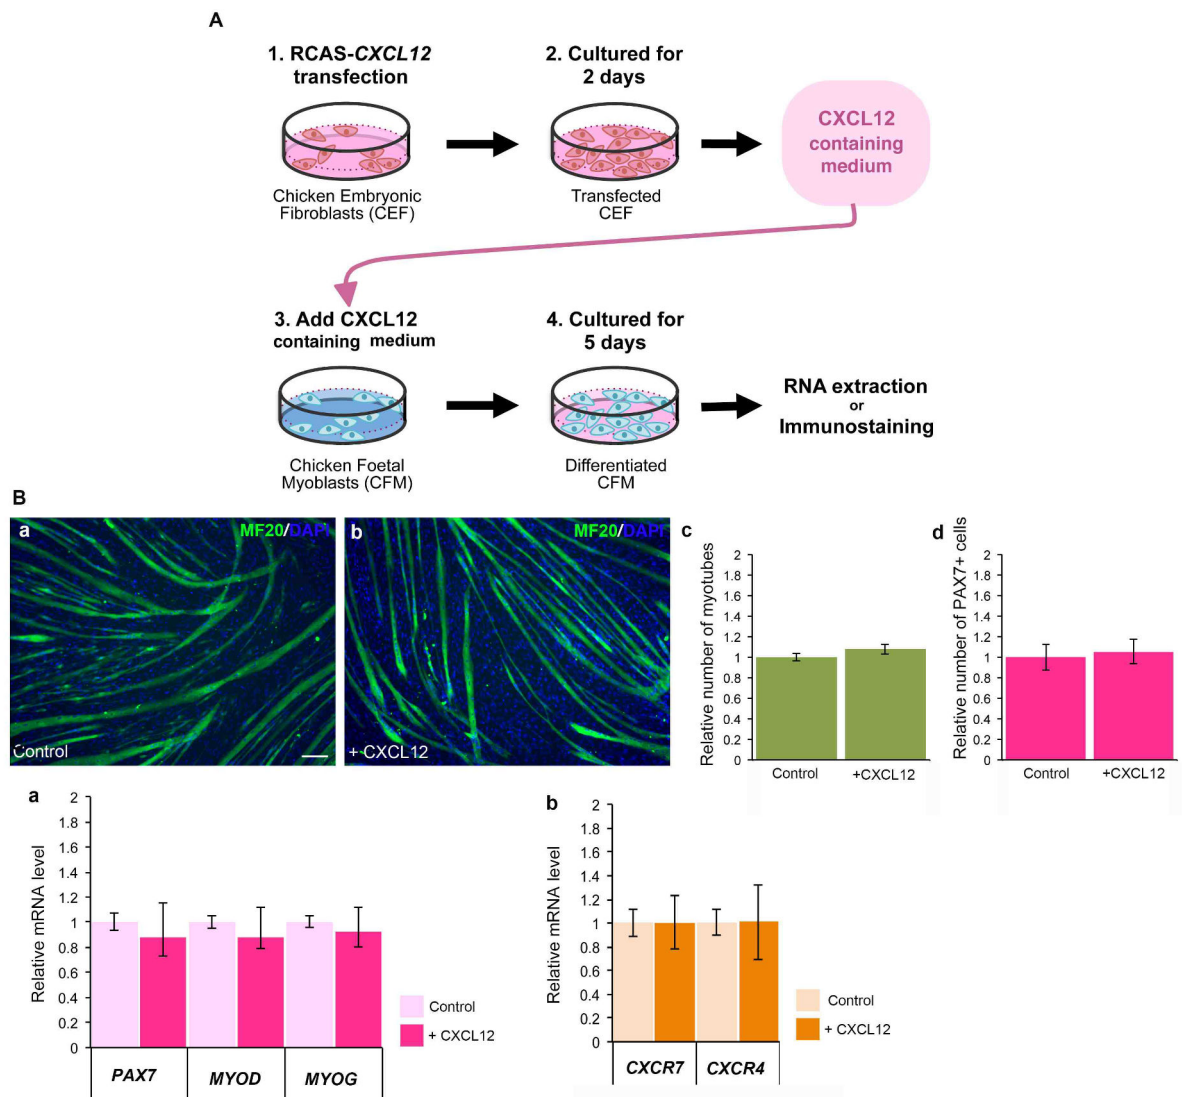 A
1. RCAS-CXCL12
transfection
2. Cultured for
2 days
CXCL12
containing
medium
Chicken Embryonic
Fibroblasts (CEF)
Transfected
CEF
3. Add CXCL12
containing medium
4. Cultured for
5 days
RNA extraction
or
Immunostaining
Chicken Foetal
Myoblasts (CFM)
Differentiated
CFM
B
a
MF20/DAPI
Control
b
MF20/DAPI
+ CXCL12
c
Relative number of myotubes
2
1.8
1.6
1.4
1.2
1
0.8
0.6
0.4
0.2
0
Control
+CXCL12
d
Relative number of PAX7+ cells
2
1.8
1.6
1.4
1.2
1
0.8
0.6
0.4
0.2
0
Control
+CXCL12
a
Relative mRNA level
2
1.8
1.6
1.4
1.2
1
0.8
0.6
0.4
0.2
0
PAX7
MYOD
MYOG
Control
+ CXCL12
b
Relative mRNA level
2
1.8
1.6
1.4
1.2
1
0.8
0.6
0.4
0.2
0
CXCR7
CXCR4
Control
+ CXCL12